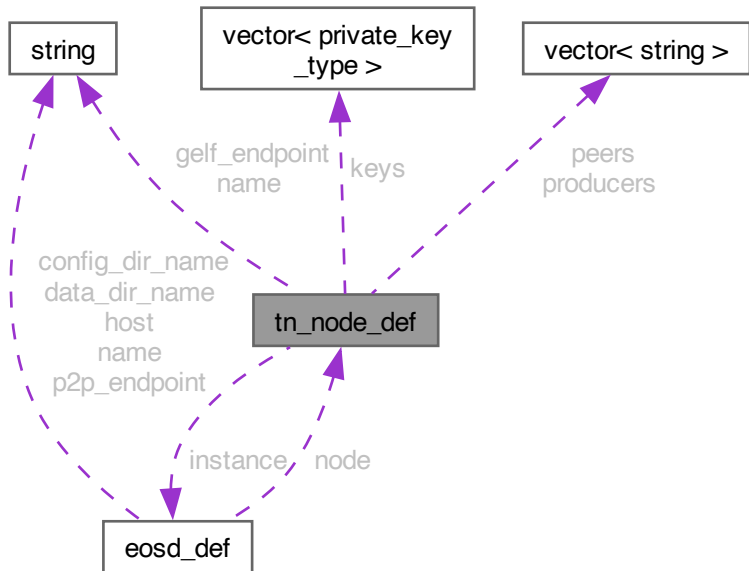 string
vector< private_key
_type >
vector< string >
gelf_endpoint
name
keys
peers
producers
config_dir_name
data_dir_name
host
name
p2p_endpoint
tn_node_def
instance
node
eosd_def